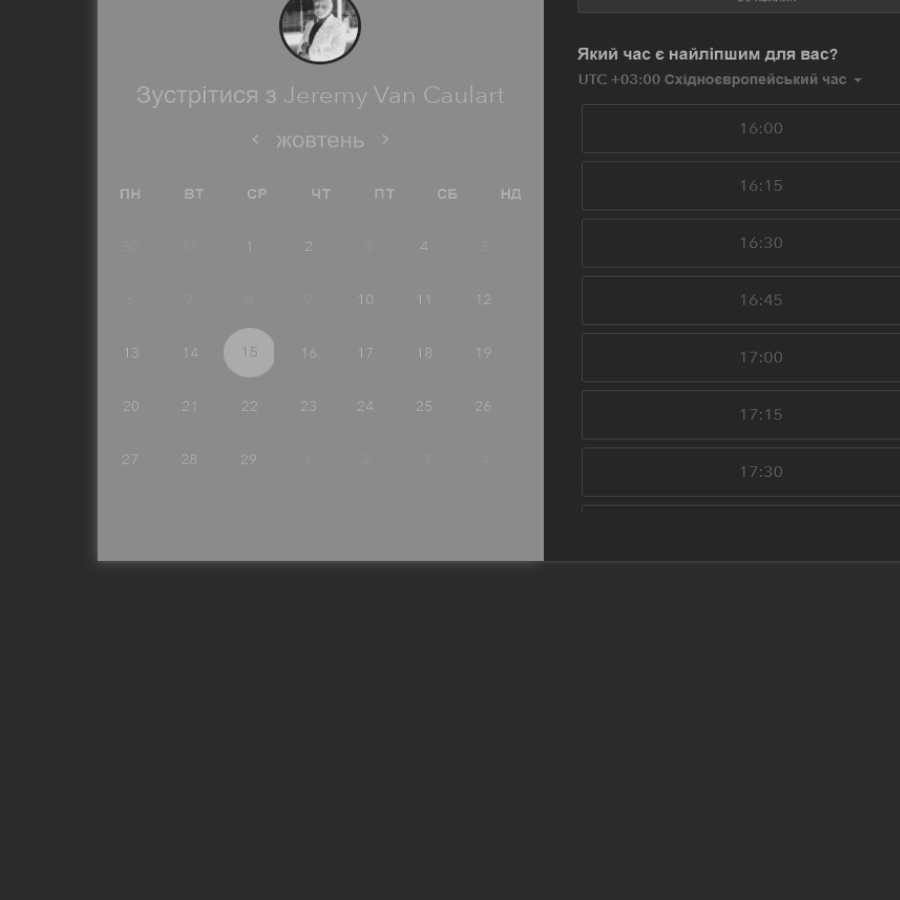 Зустрітися з Jeremy Van Caulart
жовтень
ПН ВТ СР ЧТ ПТ СБ НД
30 31 1 2 3 4 5
6 7 8 9 10 11 12
13 14 15 16 17 18 19
20 21 22 23 24 25 26
27 28 29 1 2 3 4
Який час є найліпшим для вас?
UTC +03:00 Східноєвропейський час
16:00
16:15
16:30
16:45
17:00
17:15
17:30